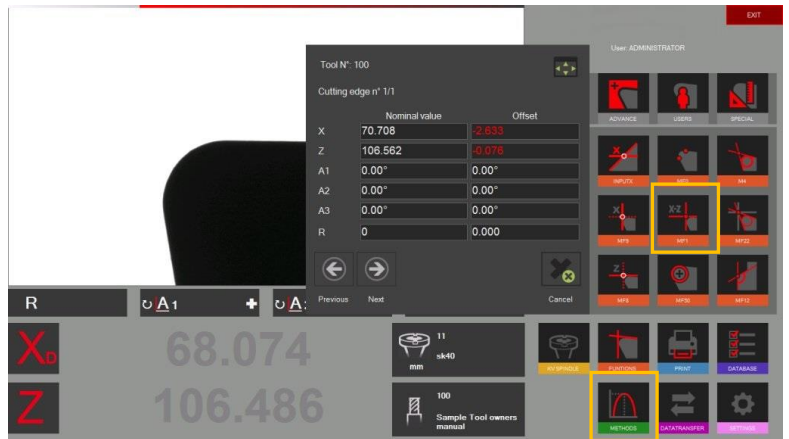 EXIT
User: ADMINISTRATOR
Tool N°: 100
Cutting edge n° 1/1
Nominal value Offset
X 70.708 -2.633
Z 106.562 -0.076
A1 0.00° 0.00°
A2 0.00° 0.00°
A3 0.00° 0.00°
R 0 0.000
Previous Next Cancel
ADVANCE USERS SPECIAL
X
INPUTX MP0 M4
X X-Z
MP9 MP1 MP22
Z
MP8 MP30 MP12
R A1 A
XD 68.074
Z 106.486
mm
11
sk40
100
Sample Tool owners
manual
KV SPINDLE FUNTIONS PRINT DATABASE
METHODS DATATRANSFER SETTINGS